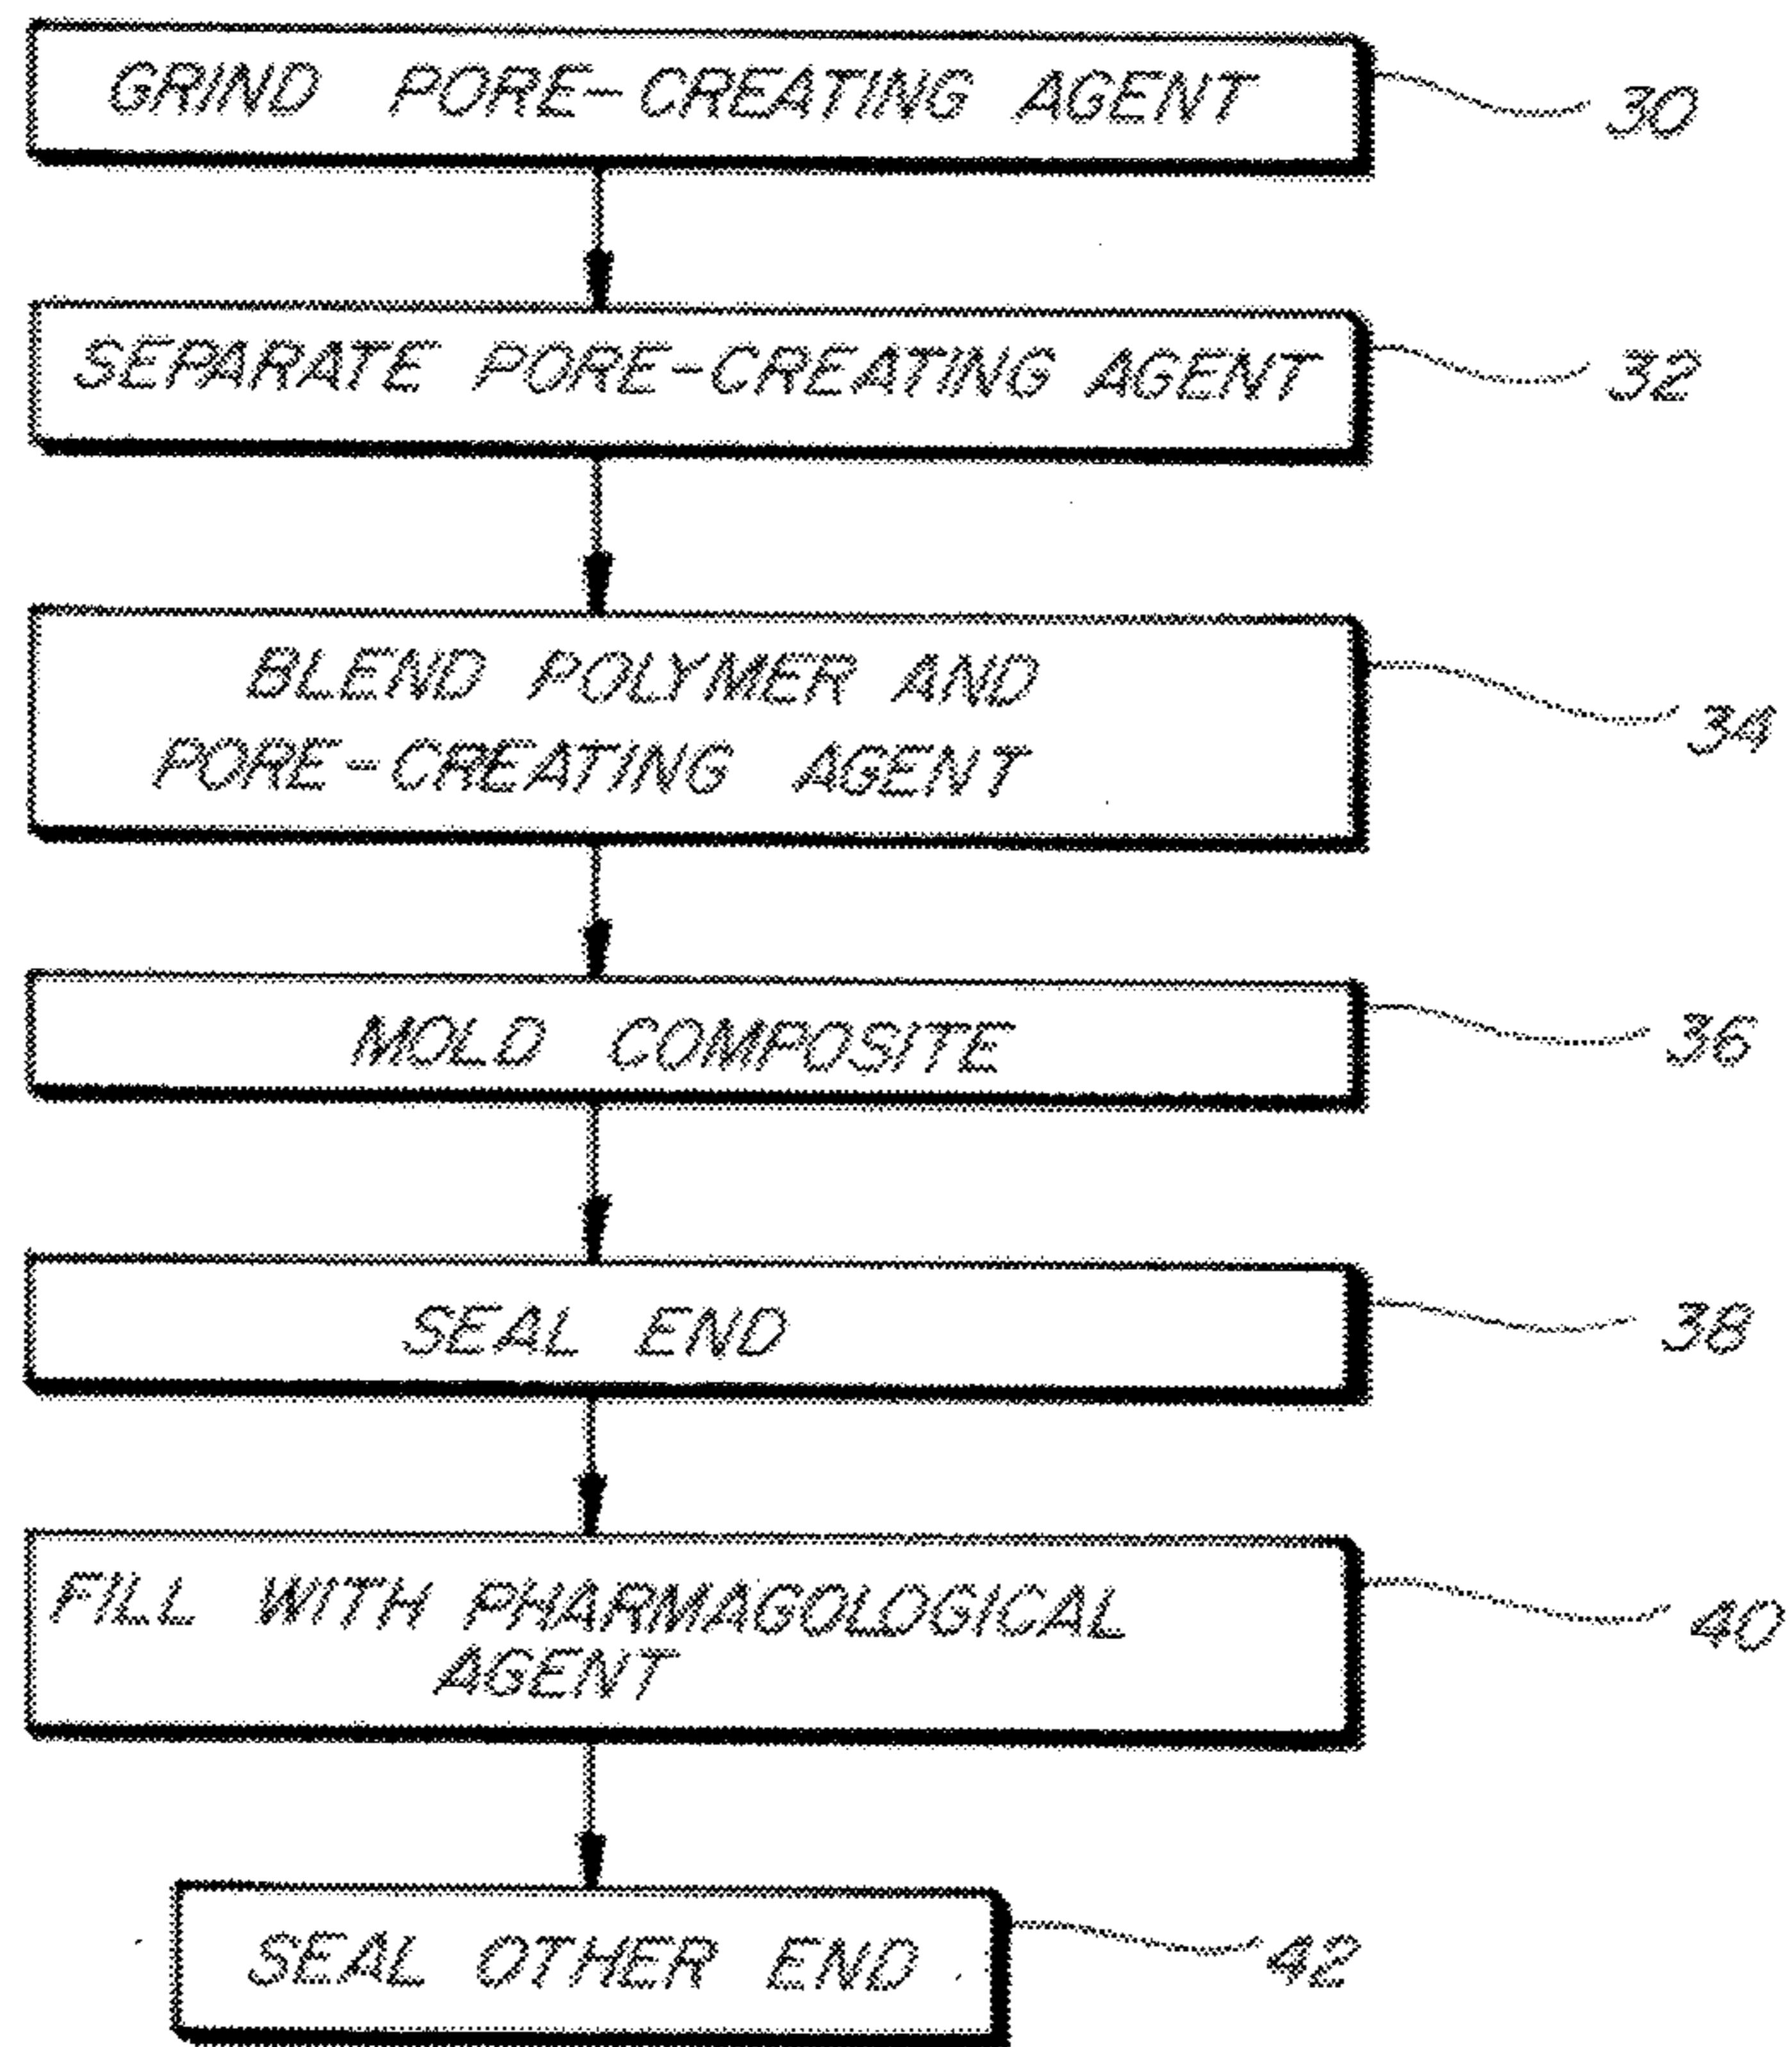 GRIND PORE-CREATING AGENT
30
SEPARATE PORE-CREATING AGENT
32
BLEND POLYMER AND
PORE-CREATING AGENT
34
MOLD COMPOSITE
36
SEAL END
38
FILL WITH PHARMAGOLOGICAL
AGENT
40
SEAL OTHER END
42